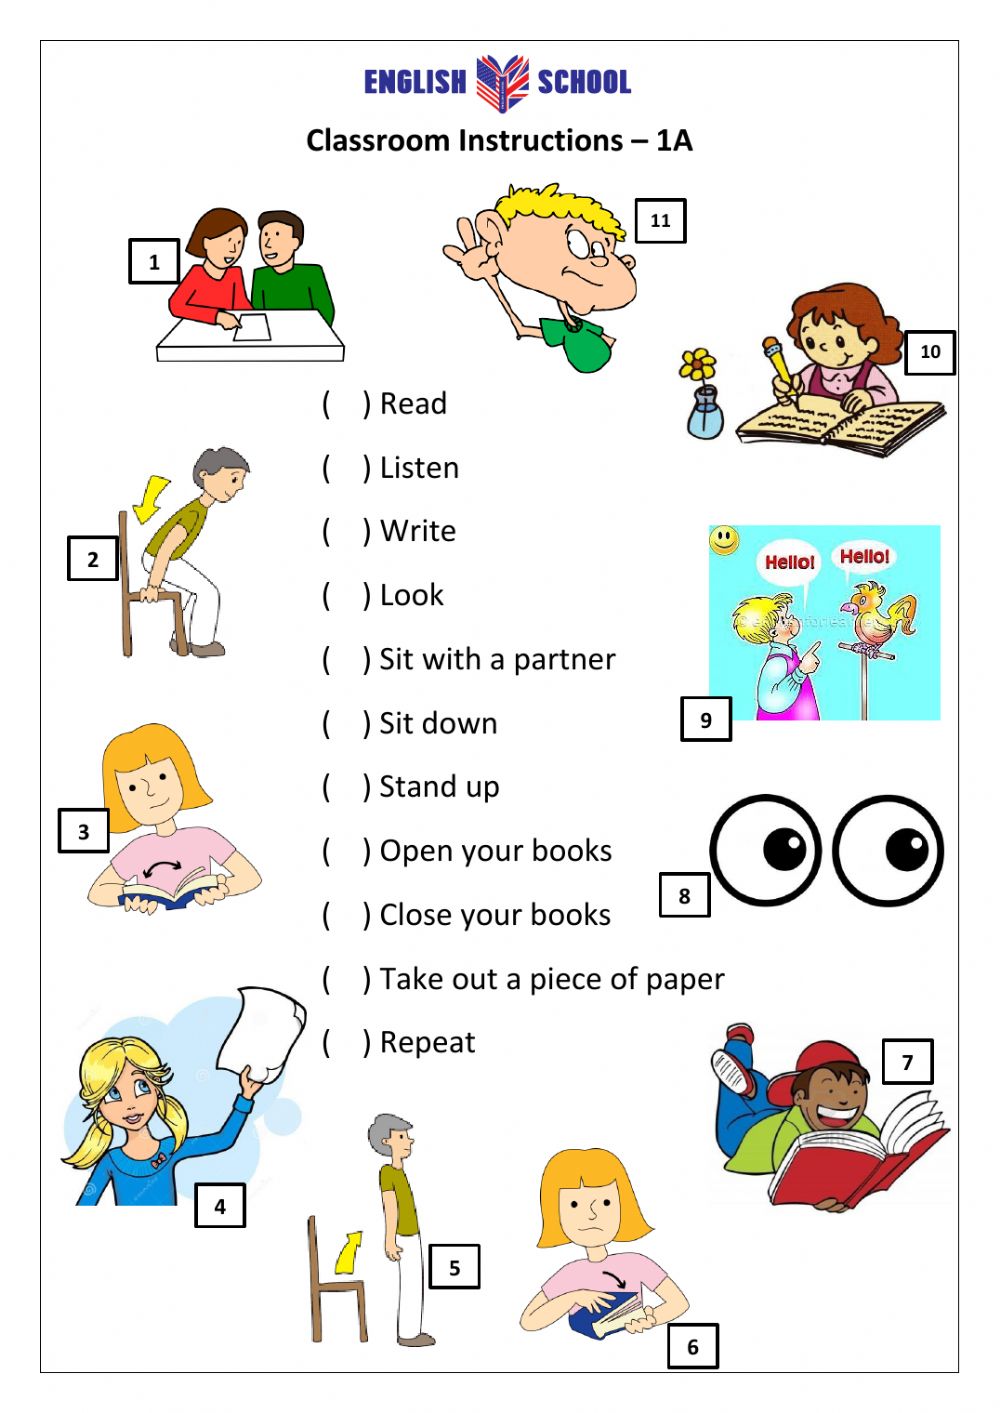 ENGLISH SCHOOL
Classroom Instructions – 1A
1
11
10
(    ) Read
(    ) Listen
(    ) Write
(    ) Look
(    ) Sit with a partner
(    ) Sit down
(    ) Stand up
(    ) Open your books
(    ) Close your books
(    ) Take out a piece of paper
(    ) Repeat
2
Hello!
Hello!
9
3
8
7
4
5
6